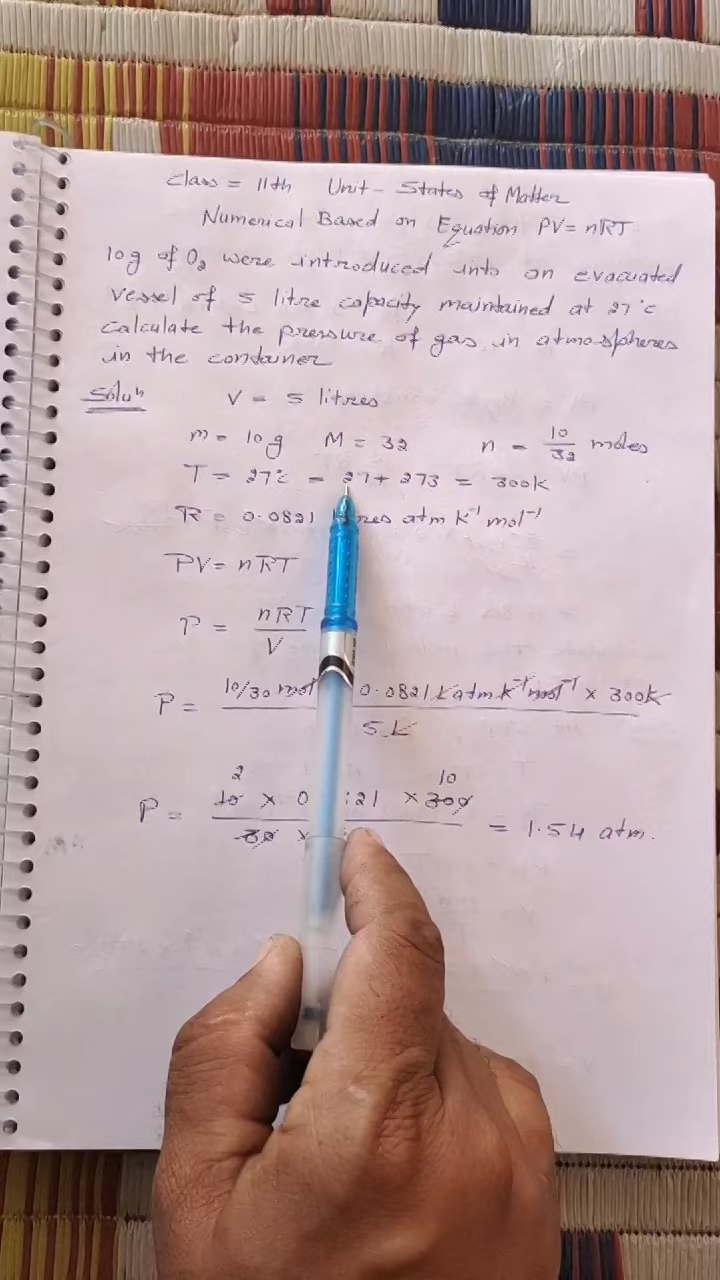 Class = 11th Unit - States of Matter
Numerical Based on Equation PV = nRT
10g of O2 were introduced into an evacuated
vessel of 5 litre capacity maintained at 27°c
calculate the pressure of gas in atmospheres
in the container
Solun V = 5 litres
m = 10g M = 32 n = 10/32 moles
T = 27°c = 27 + 273 = 300k
R = 0.0821 atm k⁻¹ mol⁻¹
PV = nRT
P = nRT/V
P = 10/30 mol 0.0821 L atm k⁻¹ mol⁻¹ × 300k / 5 L
2 10
P = 10 × 0 21 × 300 / 30 × = 1.54 atm.